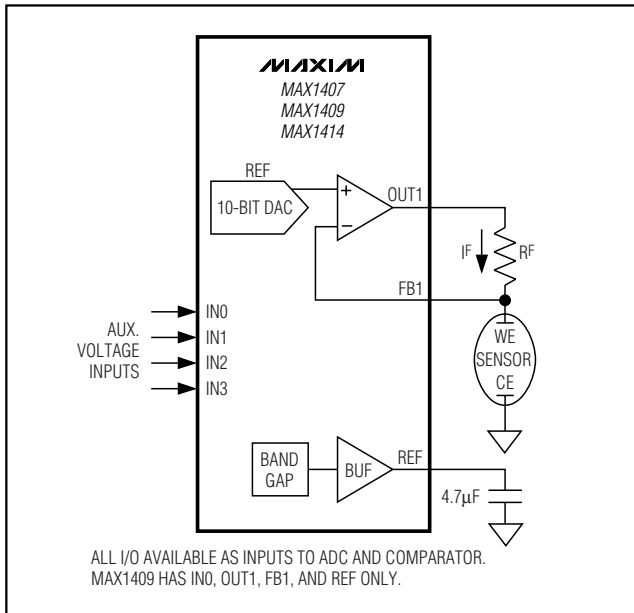 MAXIM
MAX1407
MAX1409
MAX1414
REF
10-BIT DAC
+
−
OUT1
IF
RF
FB1
AUX.
VOLTAGE
INPUTS
IN0
IN1
IN2
IN3
WE
SENSOR
CE
BAND
GAP
BUF
REF
4.7µF
ALL I/O AVAILABLE AS INPUTS TO ADC AND COMPARATOR.
MAX1409 HAS IN0, OUT1, FB1, AND REF ONLY.